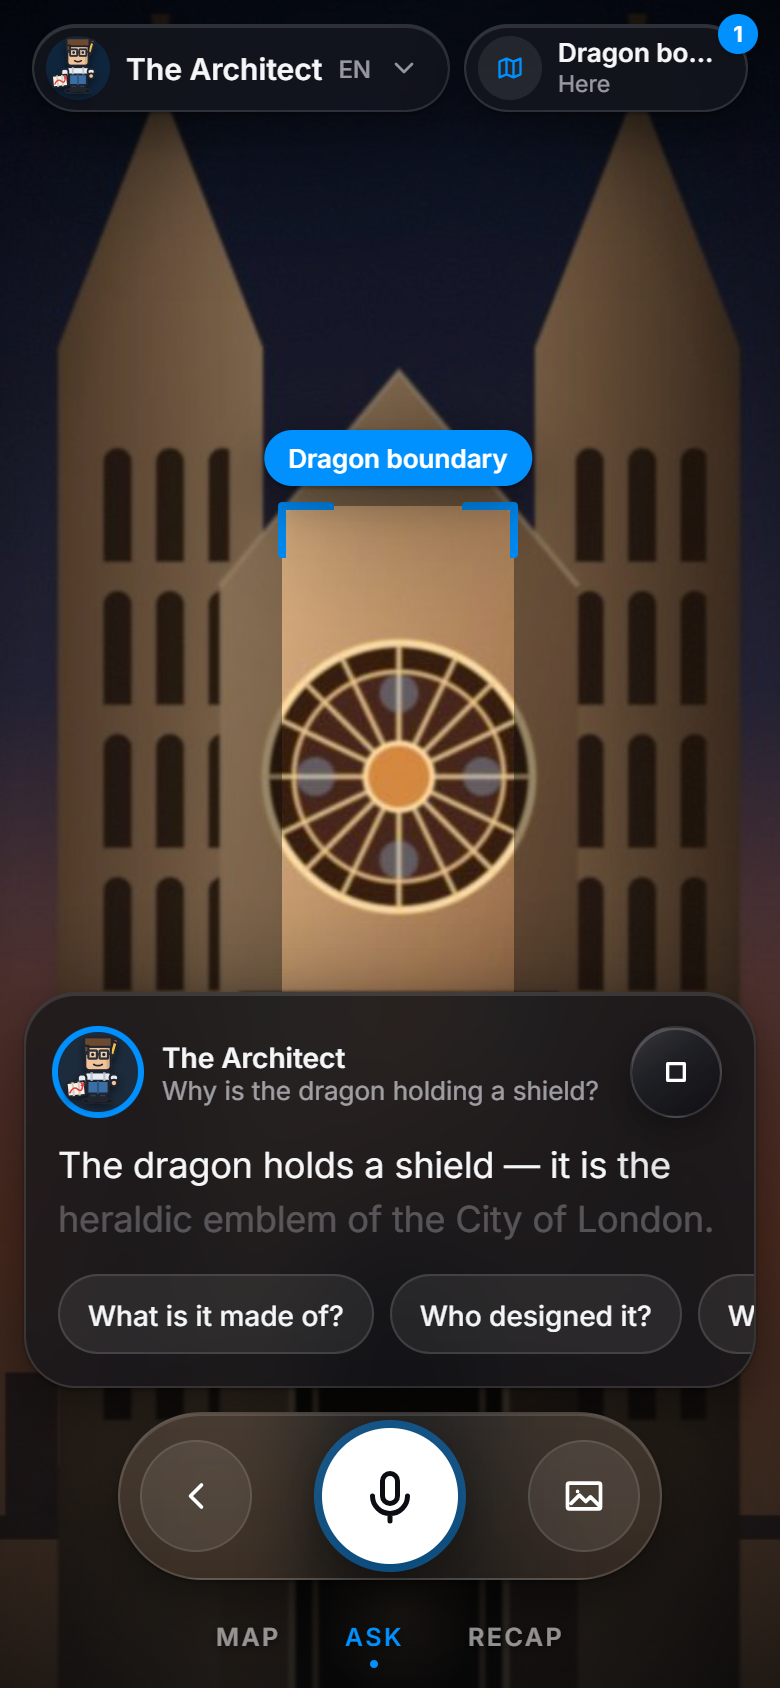 The Architect EN
Dragon bo...
Here
1
Dragon boundary
The Architect
Why is the dragon holding a shield?
The dragon holds a shield — it is the
heraldic emblem of the City of London.
What is it made of?
Who designed it?
W
MAP
ASK
RECAP